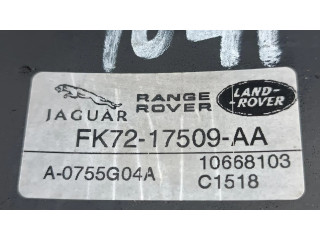 JAGUAR
RANGE
ROVER
LAND-
ROVER
FK72-17509-AA
A-0755G04A
10668103
C1518